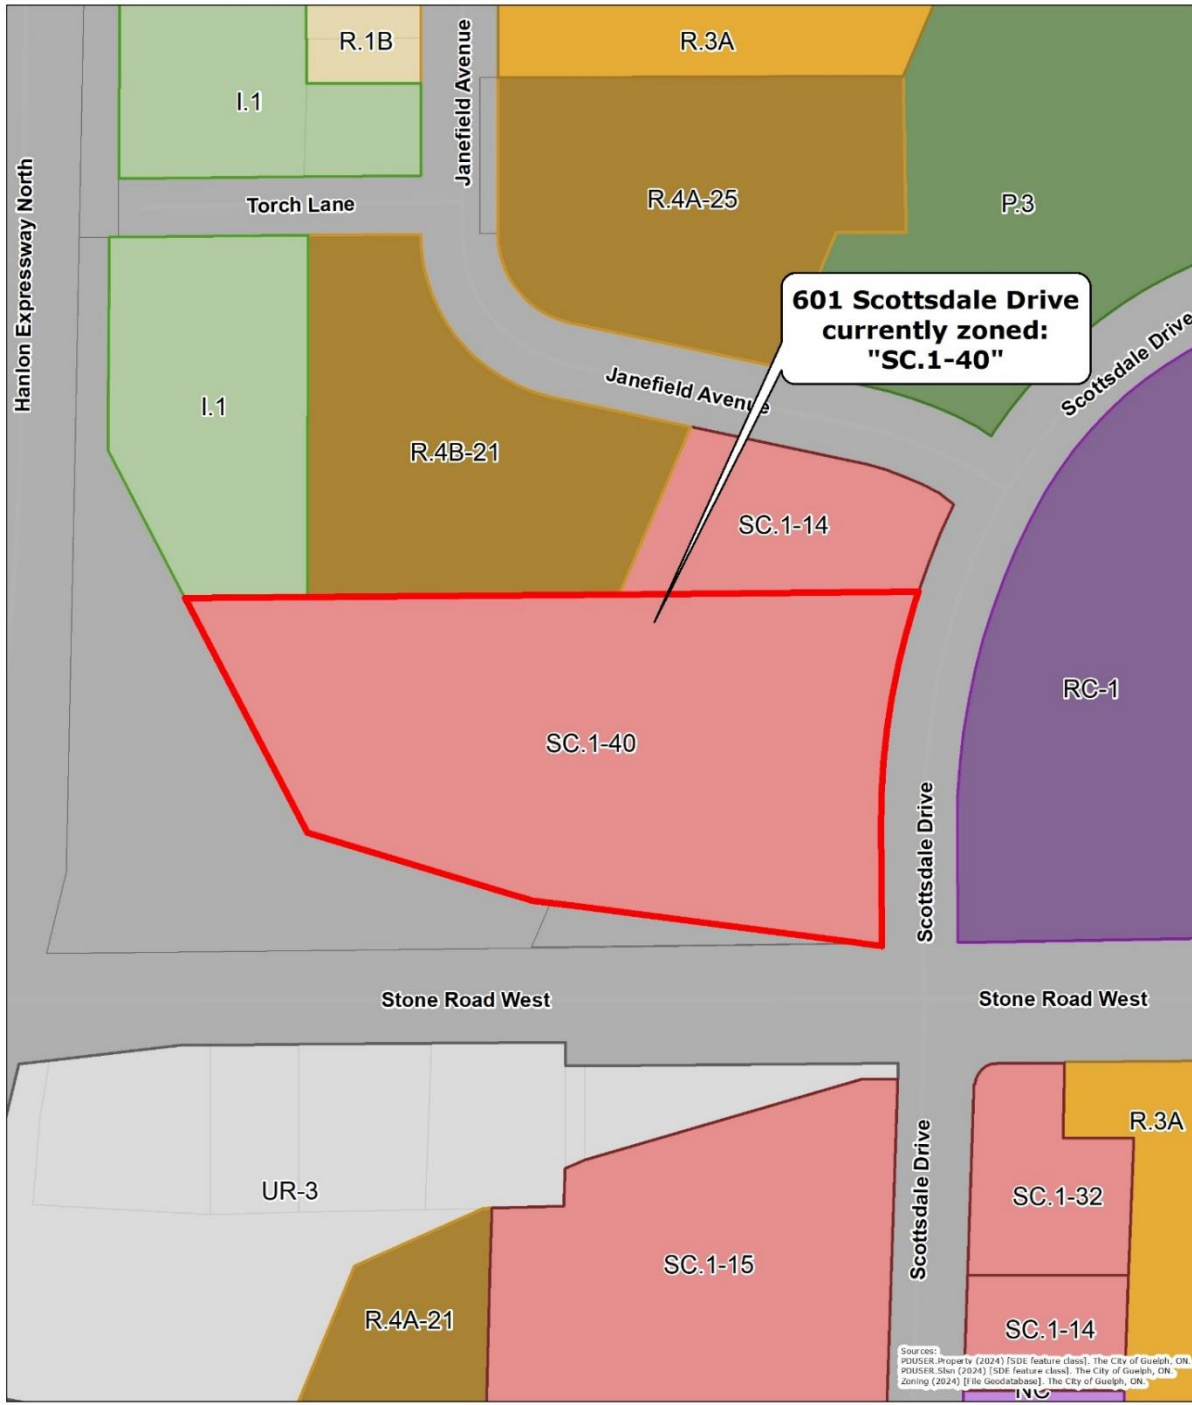 R.1B
R.3A
I.1
Janefield Avenue
R.4A-25
P.3
Torch Lane
Hanlon Expressway North
601 Scottsdale Drive
currently zoned:
"SC.1-40"
Scottsdale Drive
Janefield Avenue
I.1
R.4B-21
SC.1-14
RC-1
SC.1-40
Scottsdale Drive
Stone Road West
Stone Road West
R.3A
UR-3
SC.1-32
Scottsdale Drive
SC.1-15
R.4A-21
SC.1-14
Sources:
PDUSER.Property (2024) [SDE feature class]. The City of Guelph, ON.
PDUSER.Slsn (2024) [SDE feature class]. The City of Guelph, ON.
Zoning (2024) [File Geodatabase]. The City of Guelph, ON.
NC